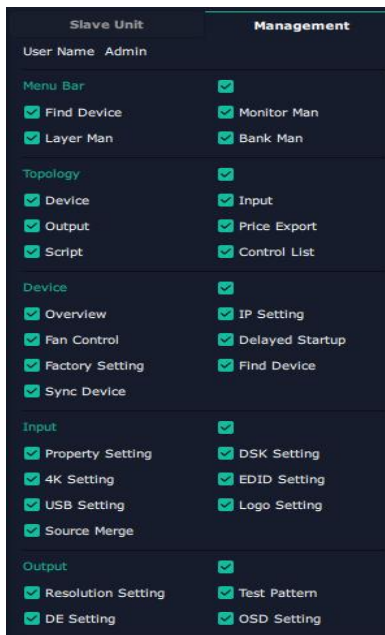 Slave Unit Management
User Name Admin
Menu Bar
Find Device Monitor Man
Layer Man Bank Man
Topology
Device Input
Output Price Export
Script Control List
Device
Overview IP Setting
Fan Control Delayed Startup
Factory Setting Find Device
Sync Device
Input
Property Setting DSK Setting
4K Setting EDID Setting
USB Setting Logo Setting
Source Merge
Output
Resolution Setting Test Pattern
DE Setting OSD Setting